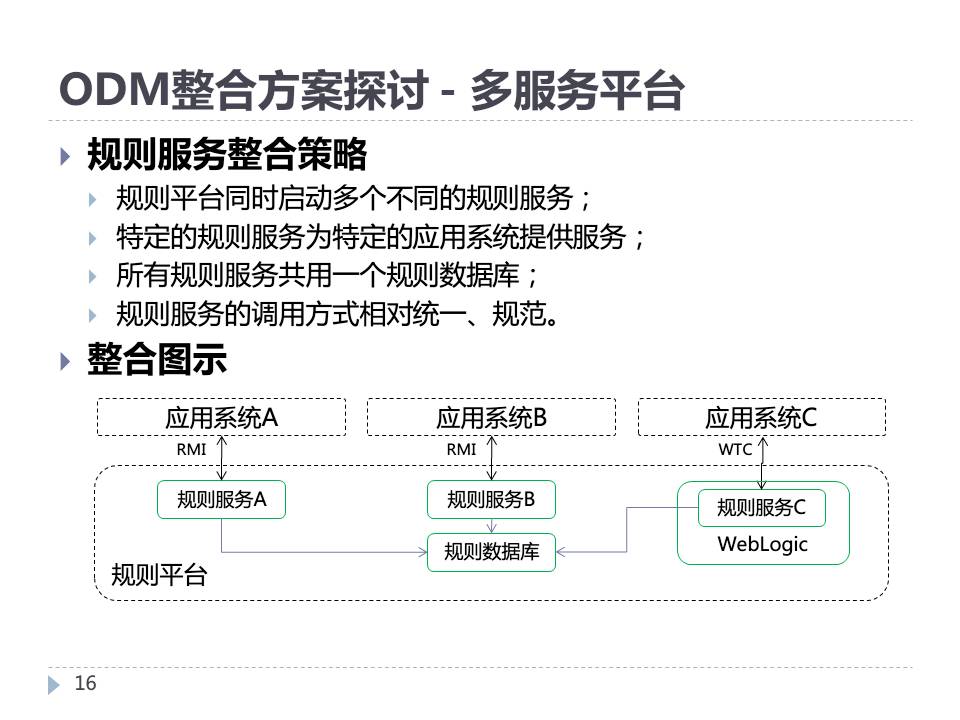 ODM整合方案探讨 - 多服务平台
规则服务整合策略
规则平台同时启动多个不同的规则服务；
特定的规则服务为特定的应用系统提供服务；
所有规则服务共用一个规则数据库；
规则服务的调用方式相对统一、规范。
整合图示
应用系统A
应用系统B
应用系统C
RMI
RMI
WTC
规则服务A
规则服务B
规则服务C
规则数据库
WebLogic
规则平台
16